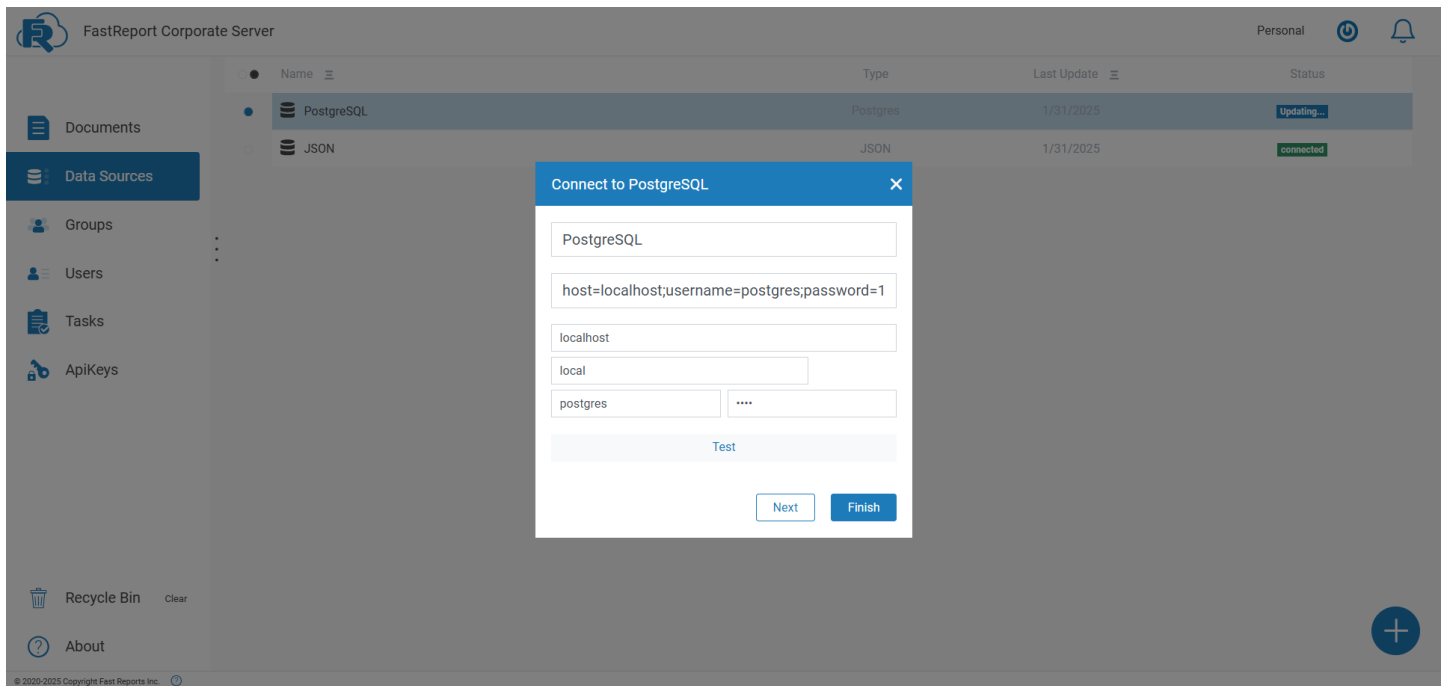 FastReport Corporate Server
Personal
Name Type Last Update Status
PostgreSQL Postgres 1/31/2025 Updating...
JSON JSON 1/31/2025 connected
Documents
Data Sources
Groups
Users
Tasks
ApiKeys
Connect to PostgreSQL
PostgreSQL
host=localhost;username=postgres;password=1
localhost
local
postgres ••••
Test
Next Finish
Recycle Bin Clear
About
© 2020-2025 Copyright Fast Reports Inc.